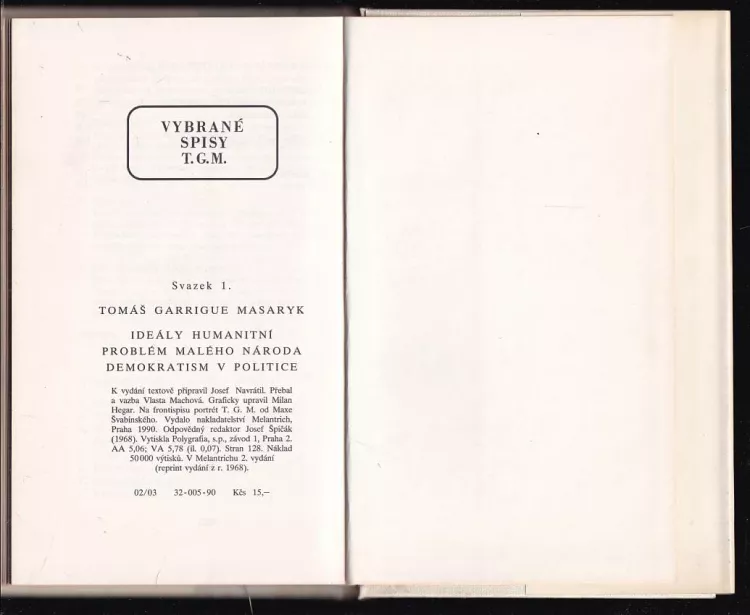 VYBRANÉ
SPISY
T.G.M.
Svazek 1.
TOMÁŠ GARRIGUE MASARYK
IDEÁLY HUMANITNÍ
PROBLÉM MALÉHO NÁRODA
DEMOKRATISM V POLITICE
K vydání textově připravil Josef Navrátil. Přebal
a vazba Vlasta Machová. Graficky upravil Milan
Hegar. Na frontispisu portrét T. G. M. od Maxe
Švabinského. Vydalo nakladatelství Melantrich,
Praha 1990. Odpovědný redaktor Josef Špičák
(1968). Vytiskla Polygrafia, s.p., závod 1, Praha 2.
AA 5,06; VA 5,78 (il. 0,07). Stran 128. Náklad
50 000 výtisků. V Melantrichu 2. vydání
(reprint vydání z r. 1968).
02/03 32-005-90 Kčs 15,—